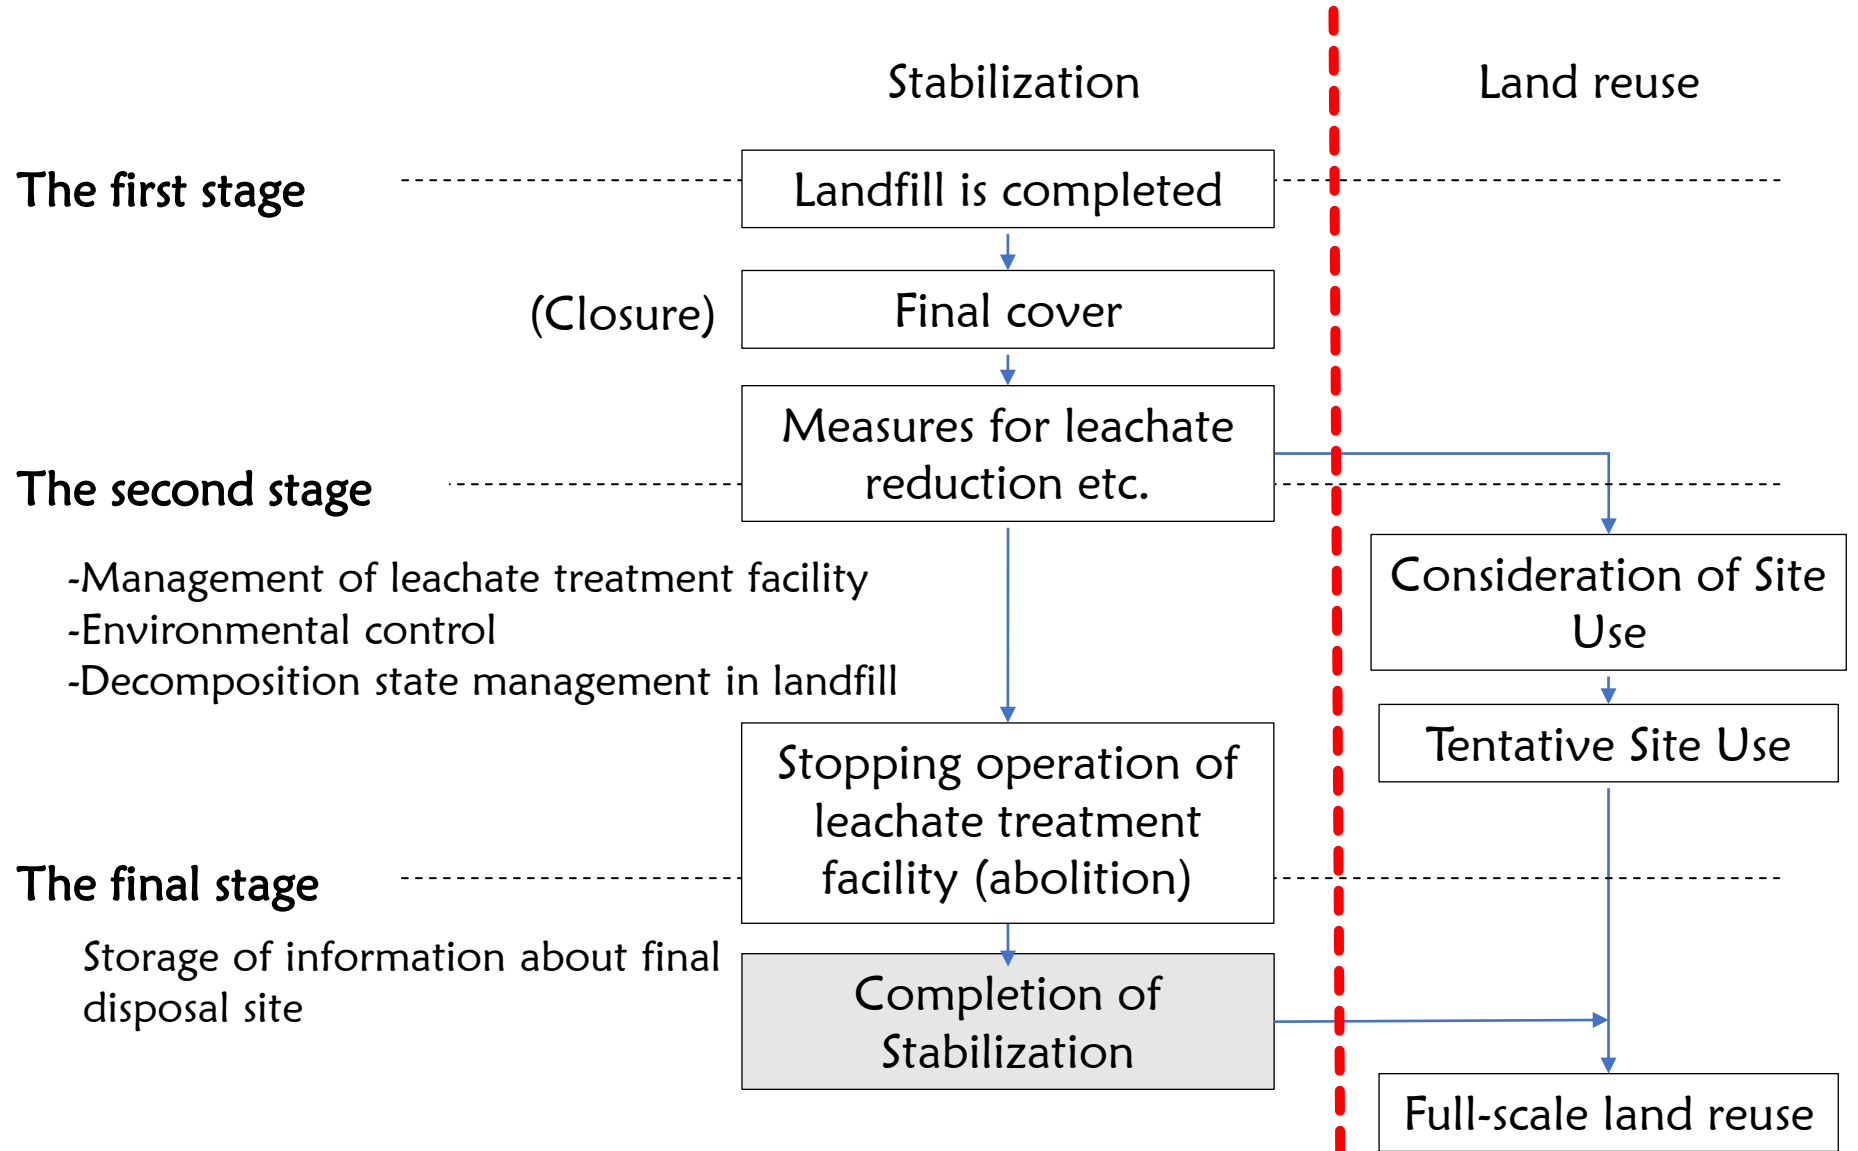 Stabilization
Land reuse
The first stage
Landfill is completed
(Closure)
Final cover
Measures for leachate
reduction etc.
The second stage
-Management of leachate treatment facility
-Environmental control
-Decomposition state management in landfill
Consideration of Site
Use
Tentative Site Use
Stopping operation of
leachate treatment
facility (abolition)
The final stage
Storage of information about final
disposal site
Completion of
Stabilization
Full-scale land reuse